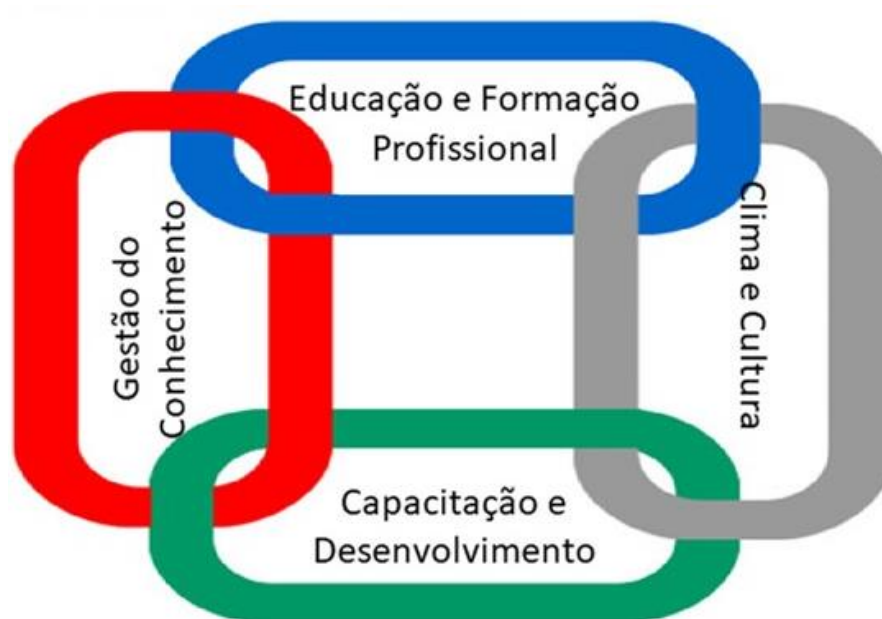 Educação e Formação
Profissional
Gestão do
Conhecimento
Clima e Cultura
Capacitação e
Desenvolvimento